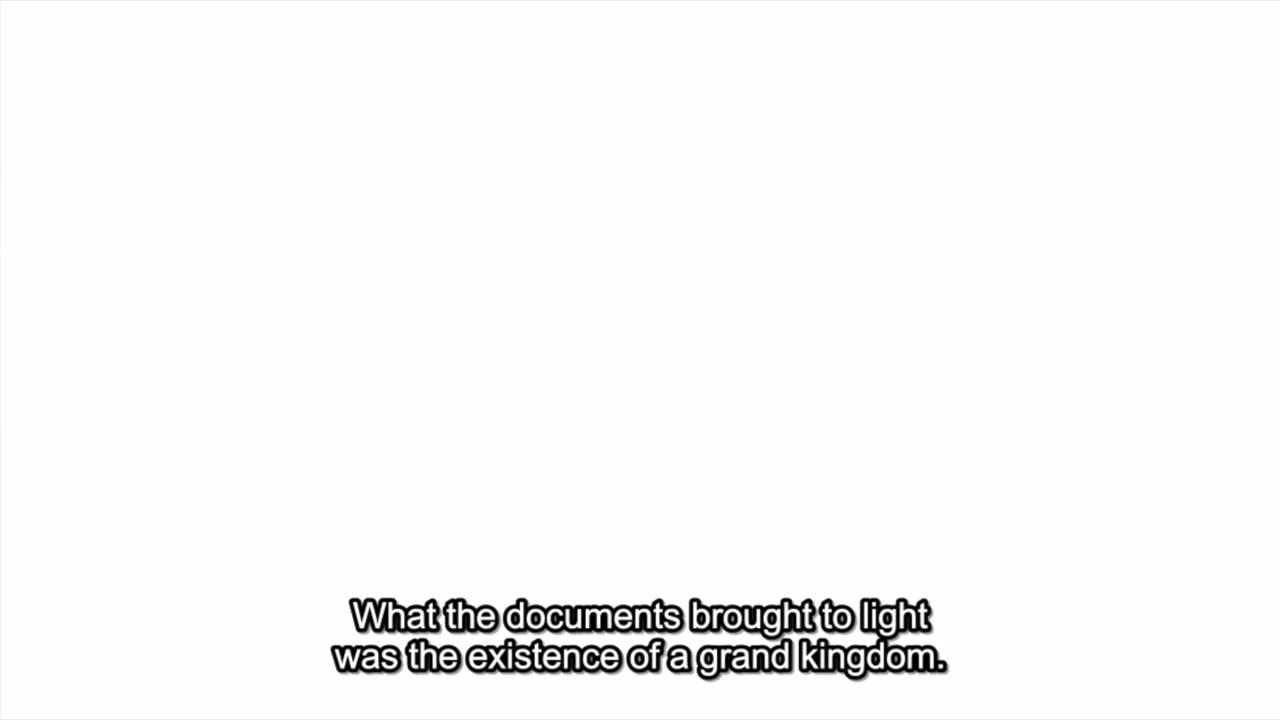 What the documents brought to light
was the existence of a grand kingdom.